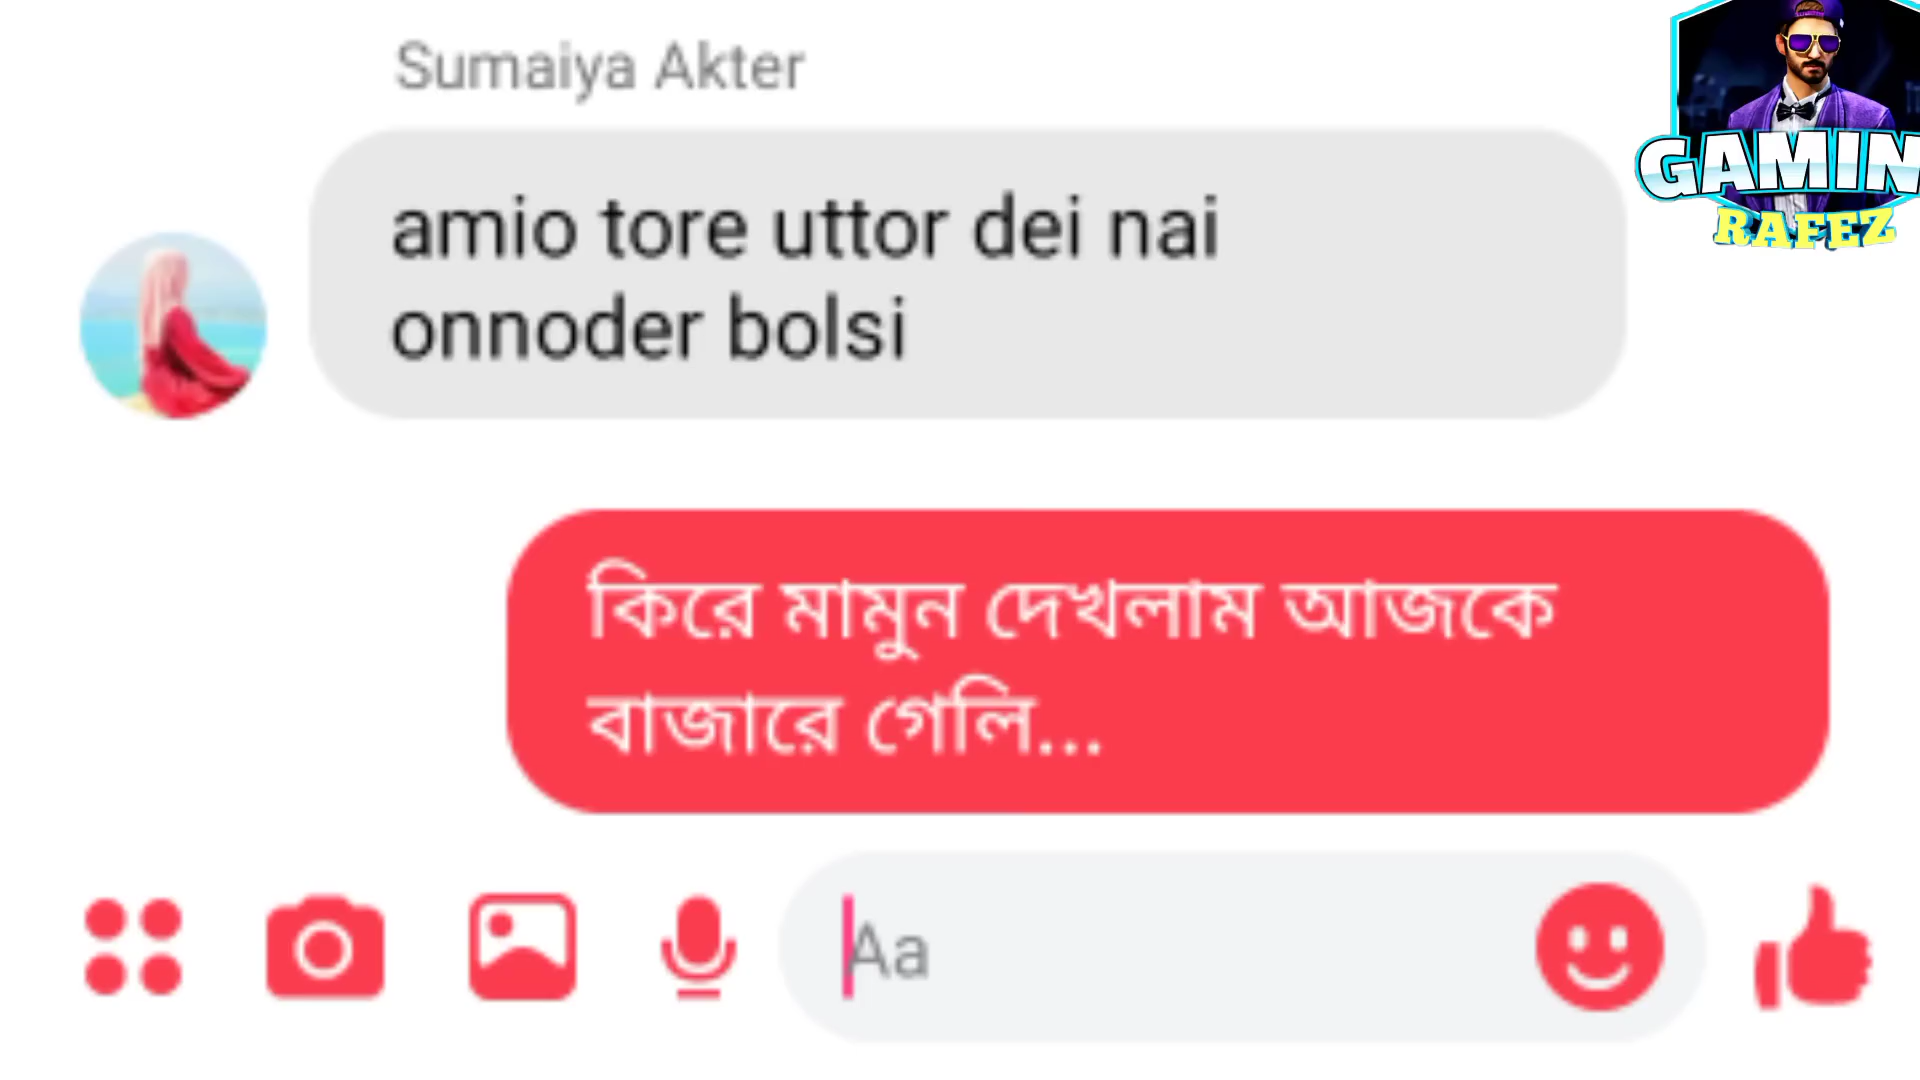 Sumaiya Akter
GAMIN
RAFEZ
amio tore uttor dei nai
onnoder bolsi
কিরে মামুন দেখলাম আজকে
বাজারে গেলি...
Aa